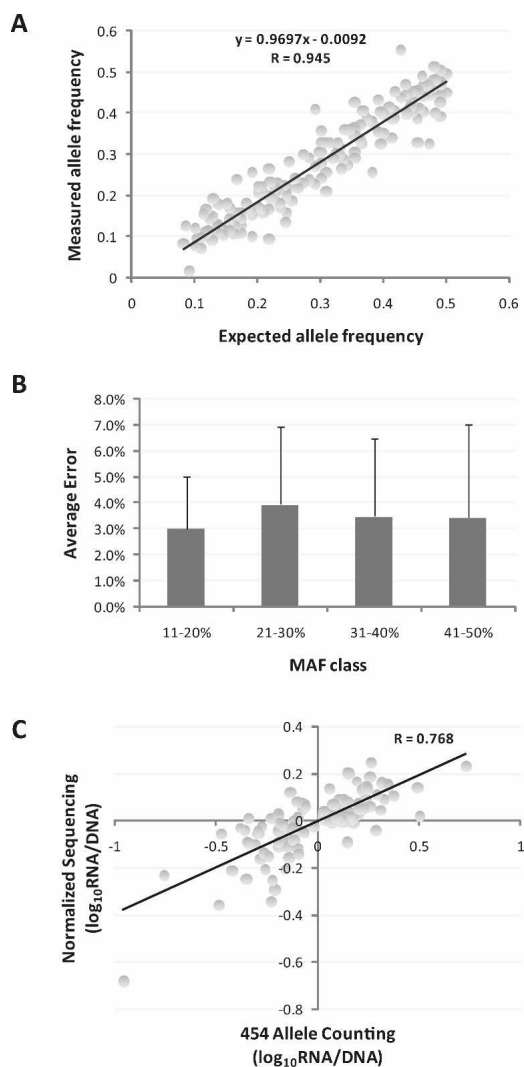 A
y = 0.9697x - 0.0092
R = 0.945
Measured allele frequency
0.6
0.5
0.4
0.3
0.2
0.1
0
0 0.1 0.2 0.3 0.4 0.5 0.6
Expected allele frequency
B
Average Error
8.0%
7.0%
6.0%
5.0%
4.0%
3.0%
2.0%
1.0%
0.0%
11-20% 21-30% 31-40% 41-50%
MAF class
C
R = 0.768
Normalized Sequencing
(log₁₀RNA/DNA)
0.4
0.2
0
-0.2
-0.4
-0.6
-0.8
-1 -0.5 0 0.5 1
454 Allele Counting
(log₁₀RNA/DNA)